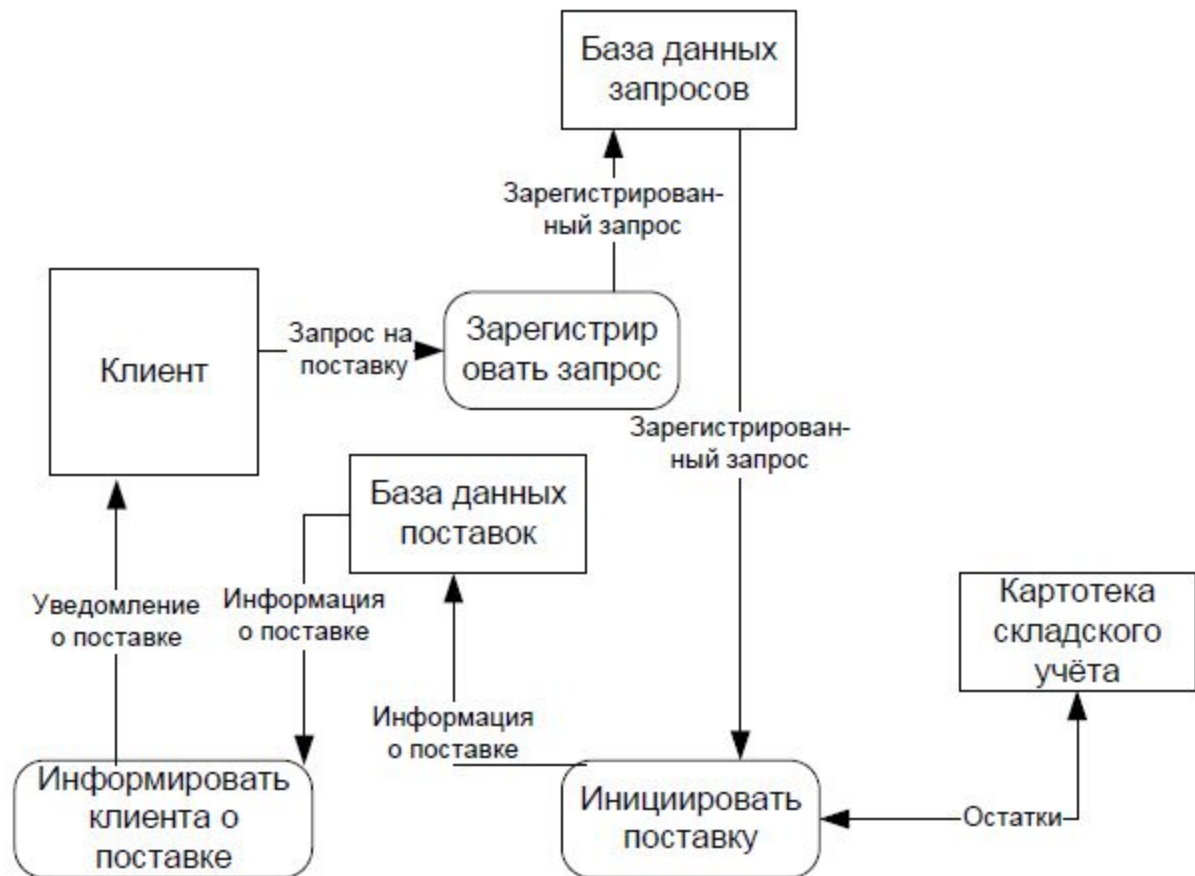 База данных
запросов
Зарегистрирован-
ный запрос
Клиент
Запрос на
поставку
Зарегистрир
овать запрос
Зарегистрирован-
ный запрос
База данных
поставок
Уведомление
о поставке
Информация
о поставке
Картотека
складского
учёта
Информация
о поставке
Информировать
клиента о
поставке
Инициировать
поставку
Остатки